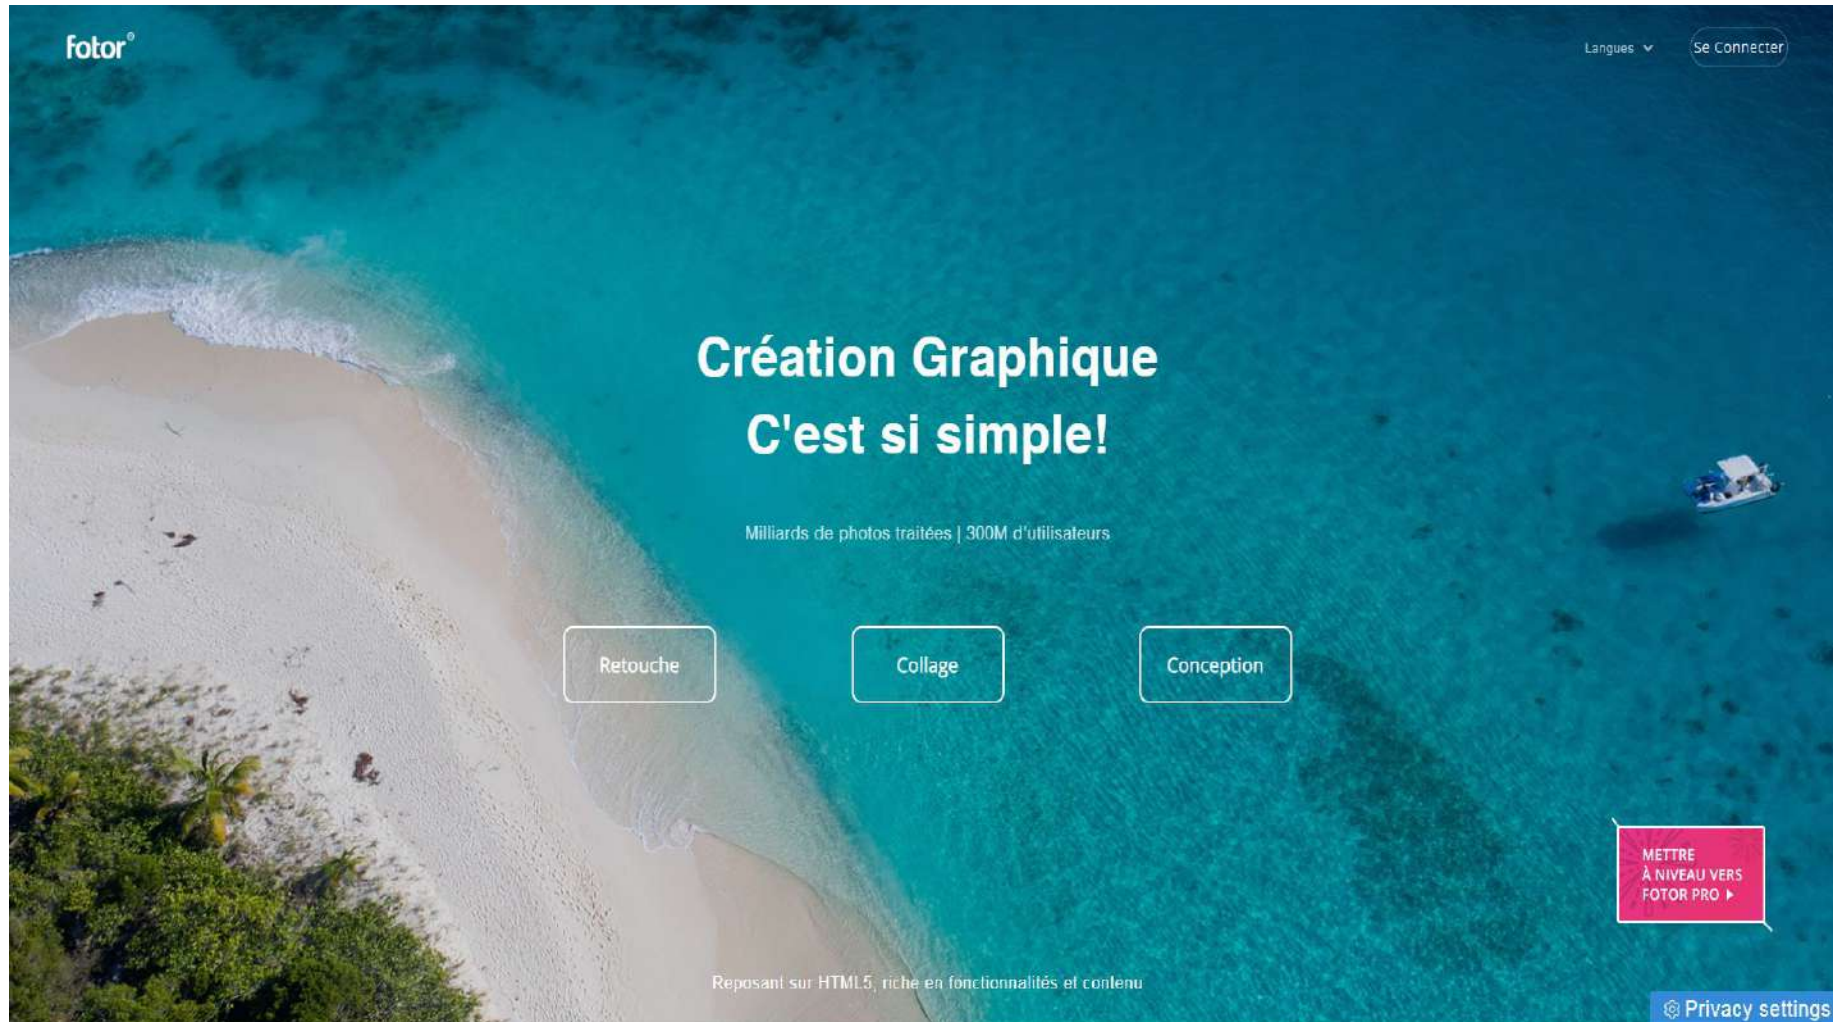 fotor®
Langues
Se Connecter
Création Graphique
C'est si simple!
Milliards de photos traitées | 300M d'utilisateurs
Retouche
Collage
Conception
METTRE
À NIVEAU VERS
FOTOR PRO
Reposant sur HTML5, riche en fonctionnalités et contenu
Privacy settings